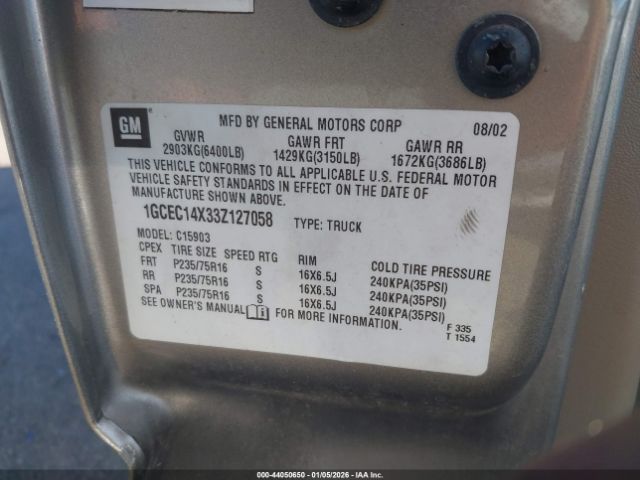 GM
MFD BY GENERAL MOTORS CORP 08/02
GVWR GAWR FRT GAWR RR
2903KG(6400LB) 1429KG(3150LB) 1672KG(3686LB)
THIS VEHICLE CONFORMS TO ALL APPLICABLE U.S. FEDERAL MOTOR
VEHICLE SAFETY STANDARDS IN EFFECT ON THE DATE OF
MANUFACTURE SHOWN ABOVE.
1GCEC14X33Z127058 TYPE: TRUCK
MODEL: C15903
CPEX TIRE SIZE SPEED RTG RIM COLD TIRE PRESSURE
FRT P235/75R16 S 16X6.5J 240KPA(35PSI)
RR P235/75R16 S 16X6.5J 240KPA(35PSI)
SPA P235/75R16 S 16X6.5J 240KPA(35PSI)
SEE OWNER'S MANUAL FOR MORE INFORMATION.
F 335
T 1554
000-44050650 - 01/05/2026 - IAAI.CA